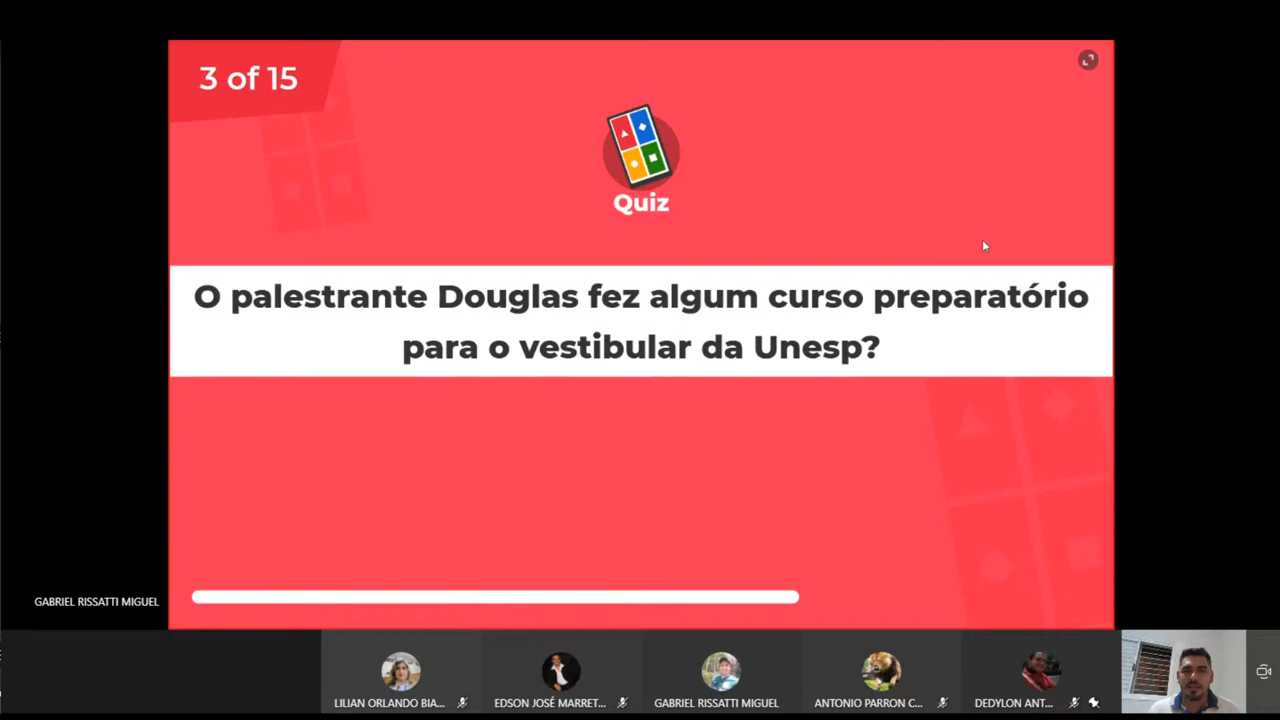 3 of 15
Quiz
O palestrante Douglas fez algum curso preparatório
para o vestibular da Unesp?
GABRIEL RISSATTI MIGUEL
LILIAN ORLANDO BIA...
EDSON JOSÉ MARRET...
GABRIEL RISSATTI MIGUEL
ANTONIO PARRON C...
DEDYLON ANT...